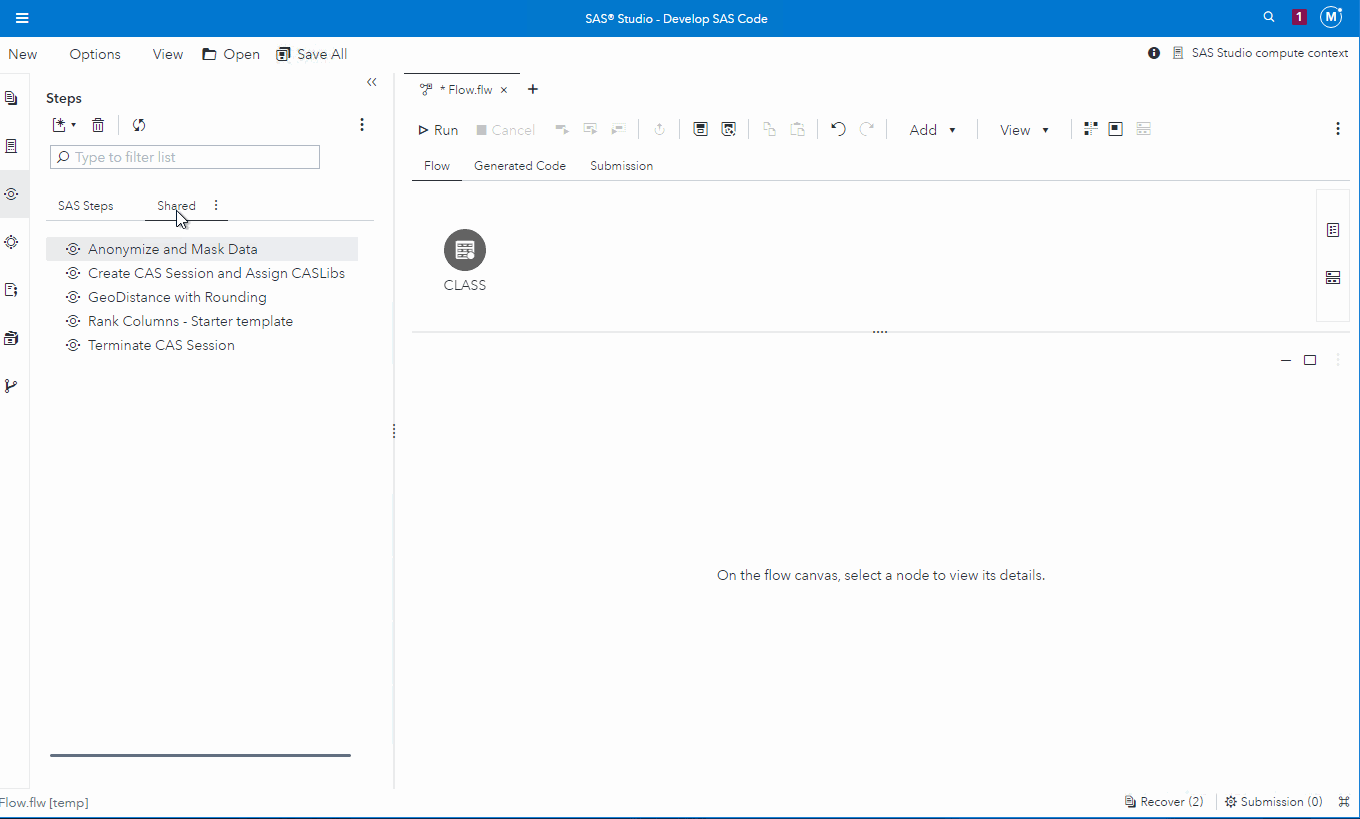 SAS® Studio - Develop SAS Code
1
M
New Options View Open Save All
SAS Studio compute context
Steps
Type to filter list
SAS Steps Shared
Anonymize and Mask Data
Create CAS Session and Assign CASLibs
GeoDistance with Rounding
Rank Columns - Starter template
Terminate CAS Session
* Flow.flw
Run Cancel Add View
Flow Generated Code Submission
CLASS
On the flow canvas, select a node to view its details.
Flow.flw [temp]
Recover (2) Submission (0)